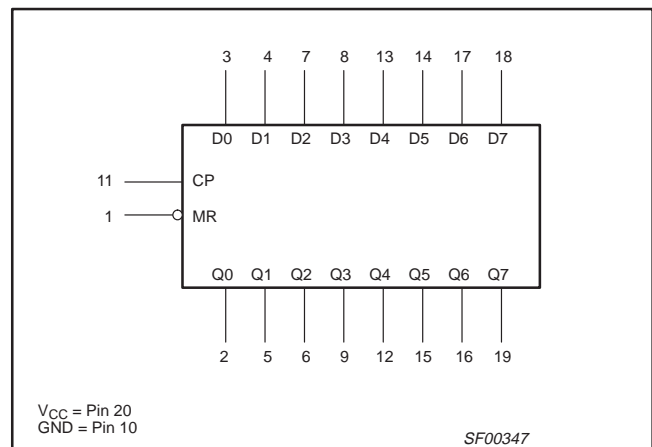 3 4 7 8 13 14 17 18
D0 D1 D2 D3 D4 D5 D6 D7
11 CP
1 MR
Q0 Q1 Q2 Q3 Q4 Q5 Q6 Q7
2 5 6 9 12 15 16 19
VCC = Pin 20
GND = Pin 10
SF00347